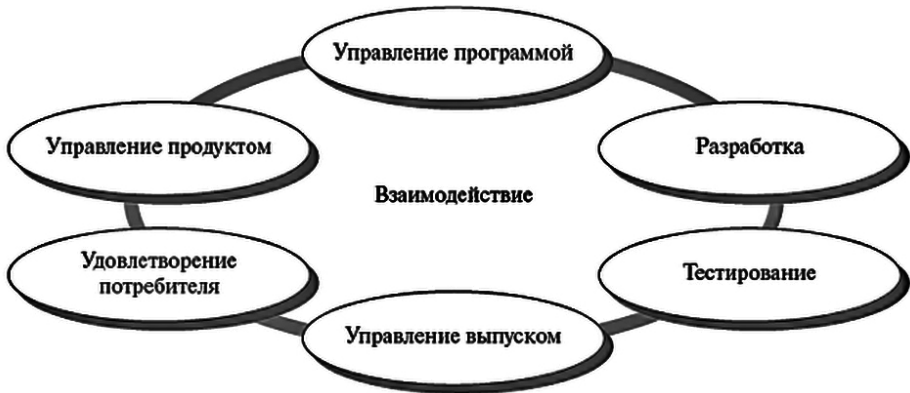 Управление программой
Управление продуктом
Разработка
Взаимодействие
Удовлетворение
потребителя
Тестирование
Управление выпуском